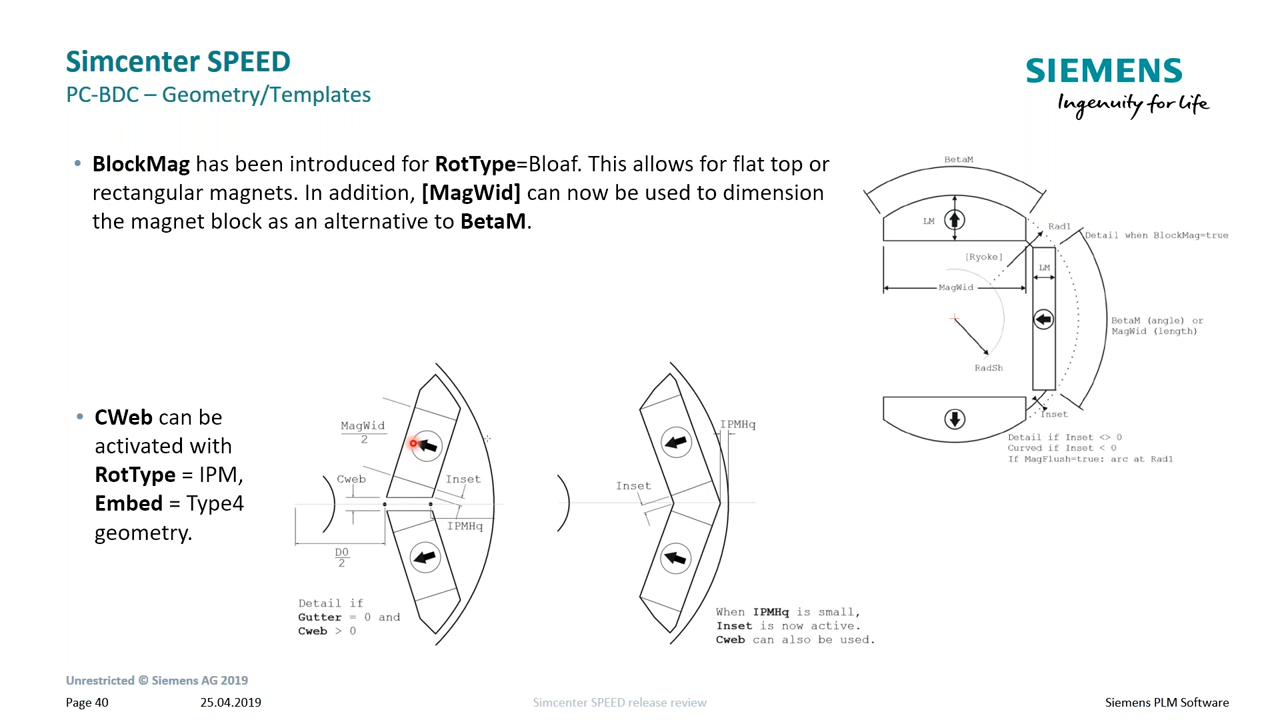 Simcenter SPEED
PC-BDC – Geometry/Templates
SIEMENS
Ingenuity for life
• BlockMag has been introduced for RotType=Bloaf. This allows for flat top or
rectangular magnets. In addition, [MagWid] can now be used to dimension
the magnet block as an alternative to BetaM.
BetaM
LM
Rad1
Detail when BlockMag=true
[Ryoke]
LM
MagWid
BetaM (angle) or
MagWid (length)
RadSh
Inset
Detail if Inset <> 0
Curved if Inset < 0
If MagFlush=true: arc at Rad1
• CWeb can be
activated with
RotType = IPM,
Embed = Type4
geometry.
MagWid
2
Cweb
Inset
IPMHq
D0
2
Detail if
Gutter = 0 and
Cweb > 0
IPMHq
Inset
When IPMHq is small,
Inset is now active.
Cweb can also be used.
Unrestricted © Siemens AG 2019
Page 40
25.04.2019
Simcenter SPEED release review
Siemens PLM Software